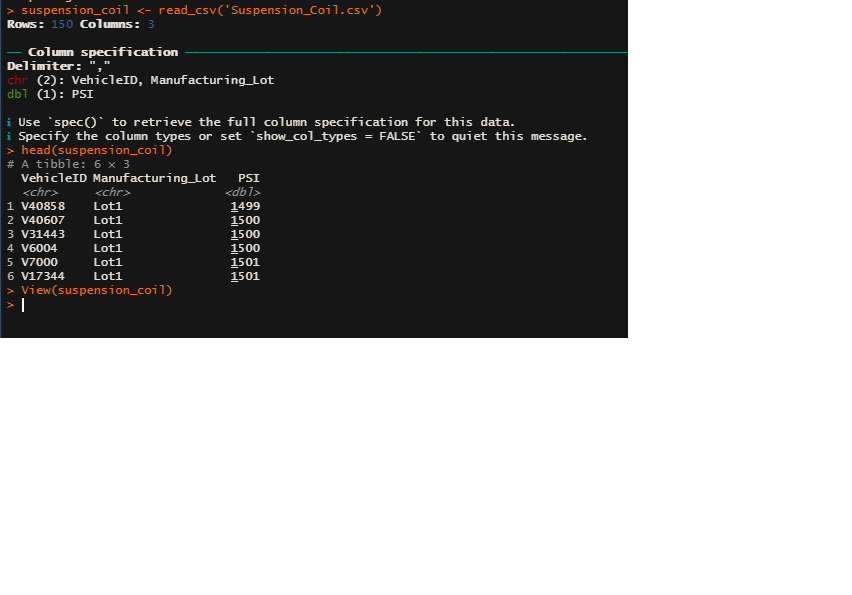 > suspension_coil <- read_csv('Suspension_Coil.csv')
Rows: 150 Columns: 3
── Column specification ──────────────────────────────
Delimiter: ","
chr (2): VehicleID, Manufacturing_Lot
dbl (1): PSI
ℹ Use `spec()` to retrieve the full column specification for this data.
ℹ Specify the column types or set `show_col_types = FALSE` to quiet this message.
> head(suspension_coil)
# A tibble: 6 × 3
VehicleID Manufacturing_Lot PSI
<chr> <chr> <dbl>
1 V40858 Lot1 1499
2 V40607 Lot1 1500
3 V31443 Lot1 1500
4 V6004 Lot1 1500
5 V7000 Lot1 1501
6 V17344 Lot1 1501
> View(suspension_coil)
>